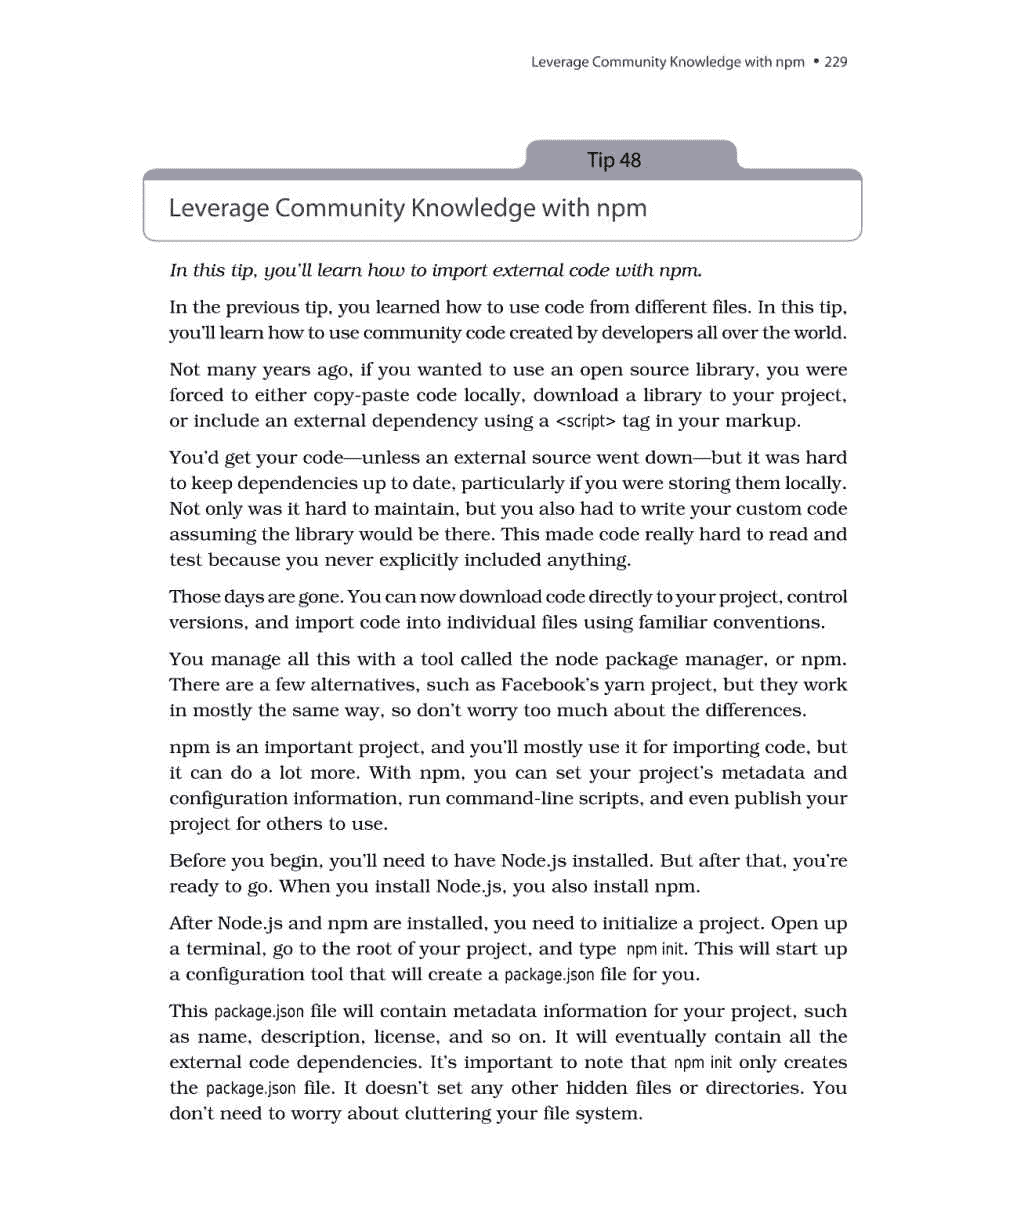 Leverage Community Knowledge with npm • 229
Tip 48
Leverage Community Knowledge with npm
In this tip, you'll learn how to import external code with npm.
In the previous tip, you learned how to use code from different files. In this tip,
you'll learn how to use community code created by developers all over the world.
Not many years ago, if you wanted to use an open source library, you were
forced to either copy-paste code locally, download a library to your project,
or include an external dependency using a <script> tag in your markup.
You'd get your code—unless an external source went down—but it was hard
to keep dependencies up to date, particularly if you were storing them locally.
Not only was it hard to maintain, but you also had to write your custom code
assuming the library would be there. This made code really hard to read and
test because you never explicitly included anything.
Those days are gone. You can now download code directly to your project, control
versions, and import code into individual files using familiar conventions.
You manage all this with a tool called the node package manager, or npm.
There are a few alternatives, such as Facebook's yarn project, but they work
in mostly the same way, so don't worry too much about the differences.
npm is an important project, and you'll mostly use it for importing code, but
it can do a lot more. With npm, you can set your project's metadata and
configuration information, run command-line scripts, and even publish your
project for others to use.
Before you begin, you'll need to have Node.js installed. But after that, you're
ready to go. When you install Node.js, you also install npm.
After Node.js and npm are installed, you need to initialize a project. Open up
a terminal, go to the root of your project, and type npm init. This will start up
a configuration tool that will create a package.json file for you.
This package.json file will contain metadata information for your project, such
as name, description, license, and so on. It will eventually contain all the
external code dependencies. It's important to note that npm init only creates
the package.json file. It doesn't set any other hidden files or directories. You
don't need to worry about cluttering your file system.